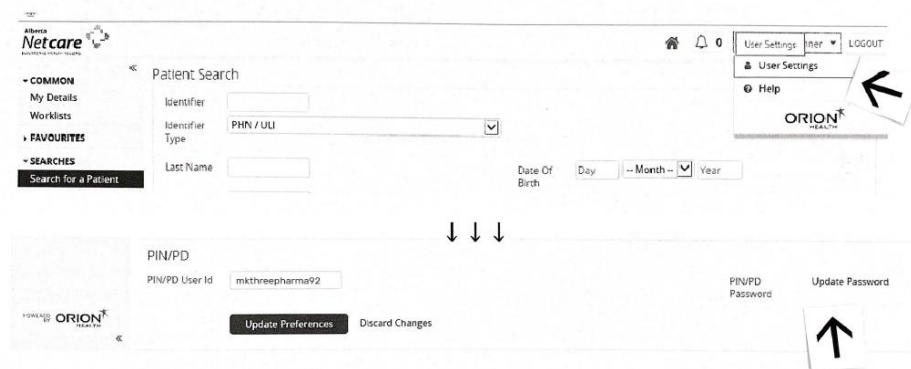 Alberta
Netcare
0
User Settings
LOGOUT
User Settings
Help
ORION
HEALTH
COMMON
My Details
Worklists
FAVOURITES
SEARCHES
Search for a Patient
Patient Search
Identifier
Identifier Type
PHN / ULI
Last Name
Date Of Birth
Day
-- Month --
Year
PIN/PD
PIN/PD User Id
mkthreepharma92
PIN/PD Password
Update Password
POWERED BY ORION
HEALTH
Update Preferences
Discard Changes